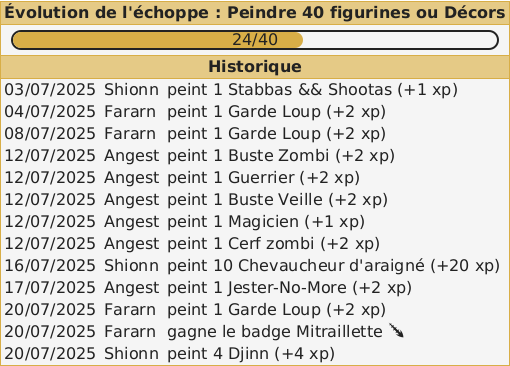 Évolution de l'échoppe : Peindre 40 figurines ou Décors
24/40
Historique
03/07/2025 Shionn peint 1 Stabbas && Shootas (+1 xp)
04/07/2025 Fararn peint 1 Garde Loup (+2 xp)
08/07/2025 Fararn peint 1 Garde Loup (+2 xp)
12/07/2025 Angest peint 1 Buste Zombi (+2 xp)
12/07/2025 Angest peint 1 Guerrier (+2 xp)
12/07/2025 Angest peint 1 Buste Veille (+2 xp)
12/07/2025 Angest peint 1 Magicien (+1 xp)
12/07/2025 Angest peint 1 Cerf zombi (+2 xp)
16/07/2025 Shionn peint 10 Chevaucheur d'araigné (+20 xp)
17/07/2025 Angest peint 1 Jester-No-More (+2 xp)
20/07/2025 Fararn peint 1 Garde Loup (+2 xp)
20/07/2025 Fararn gagne le badge Mitraillette
20/07/2025 Shionn peint 4 Djinn (+4 xp)